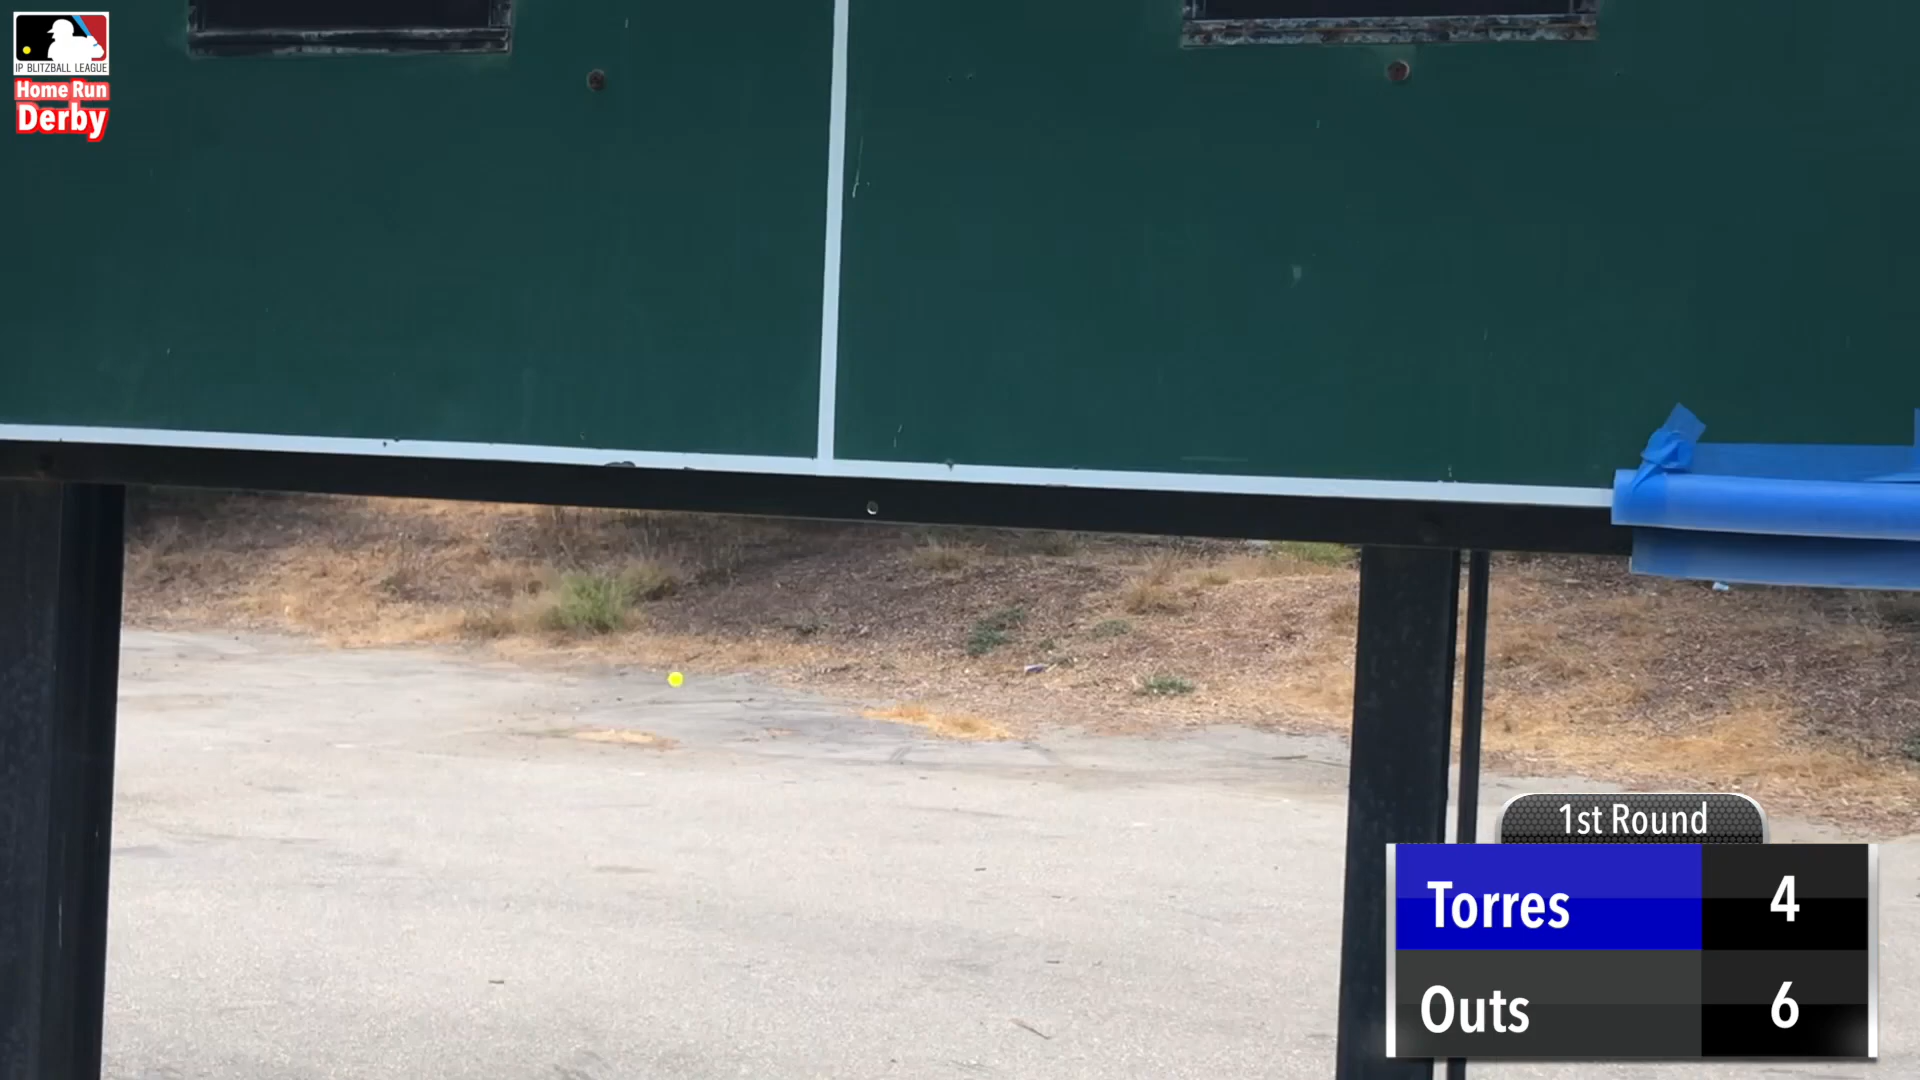 IP BLITZBALL LEAGUE
Home Run
Derby
1st Round
Torres 4
Outs 6